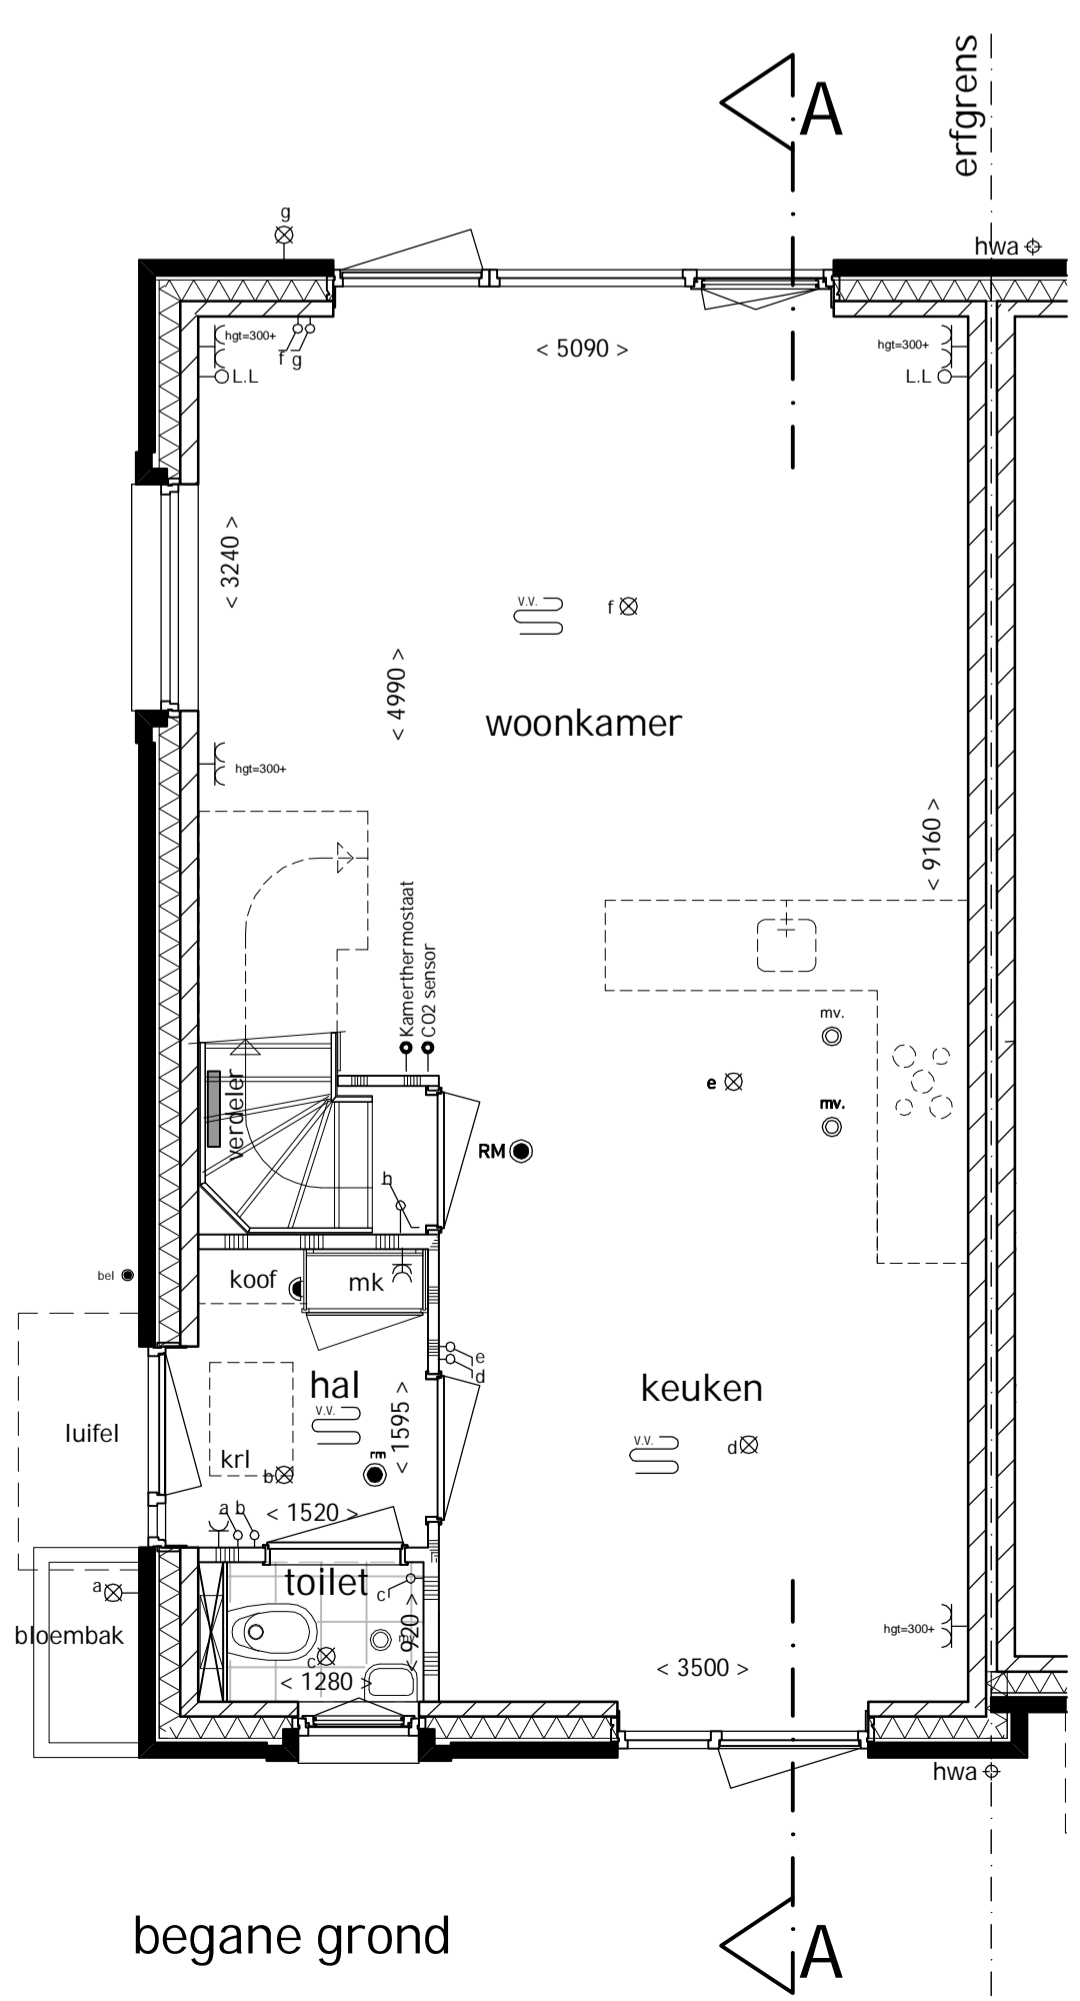 erfgrens
A
g
hwa
hgt=300+
f g
< 5090 >
hgt=300+
L.L
L.L
< 3240 >
v.v.
f
< 4990 >
woonkamer
hgt=300+
< 9160 >
Kamerthermostaat
CO2 sensor
mv.
verdeler
e
mv.
RM
h
bel
koof
mk
e
d
hal
keuken
v.v.
luifel
< 1595 >
v.v.
d
krl
rm
b
a b
< 1520 >
toilet
a
c
bloembak
< 920 >
hgt=300+
c
< 1280 >
< 3500 >
hwa
begane grond
A